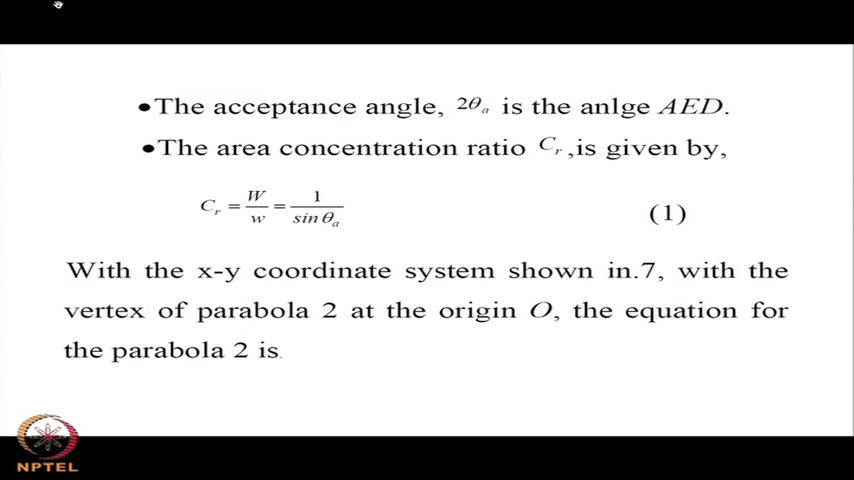 •The acceptance angle, 2θa is the anlge AED.
•The area concentration ratio Cr ,is given by,
Cr = W/w = 1/sin θa (1)
With the x-y coordinate system shown in.7, with the
vertex of parabola 2 at the origin O, the equation for
the parabola 2 is.
NPTEL